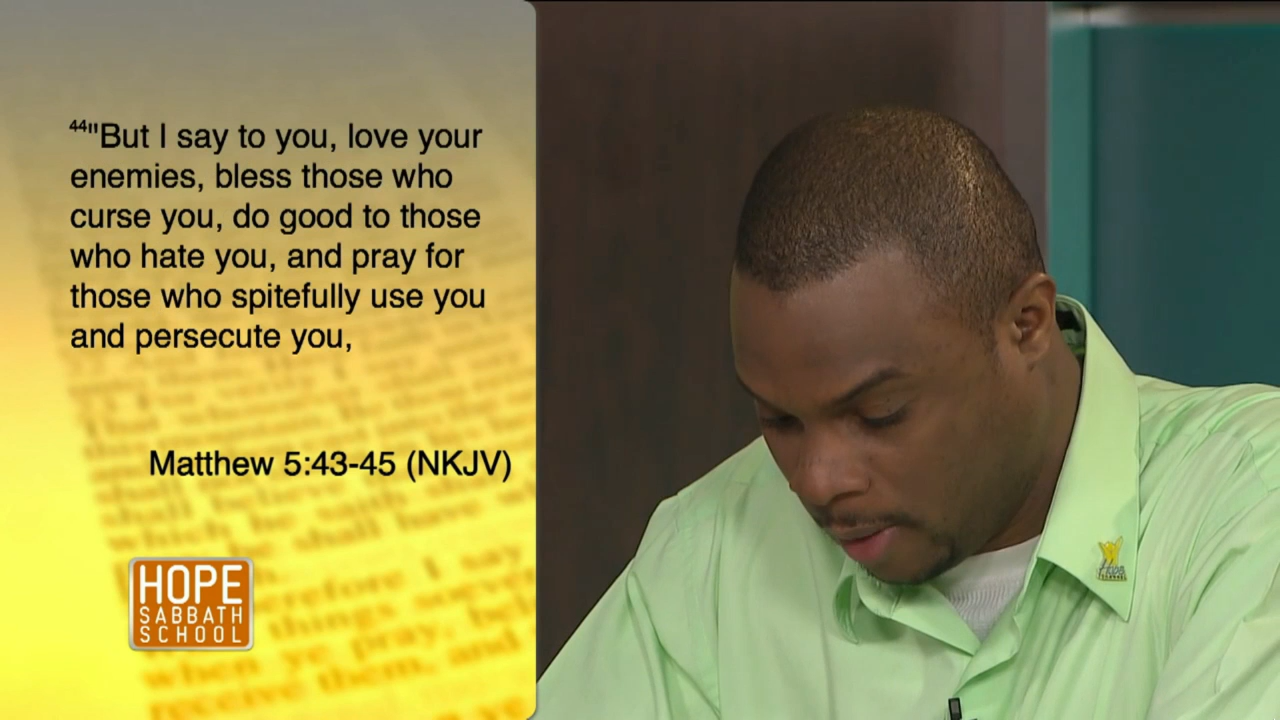 44"But I say to you, love your
enemies, bless those who
curse you, do good to those
who hate you, and pray for
those who spitefully use you
and persecute you,
Matthew 5:43-45 (NKJV)
HOPE
SABBATH
SCHOOL